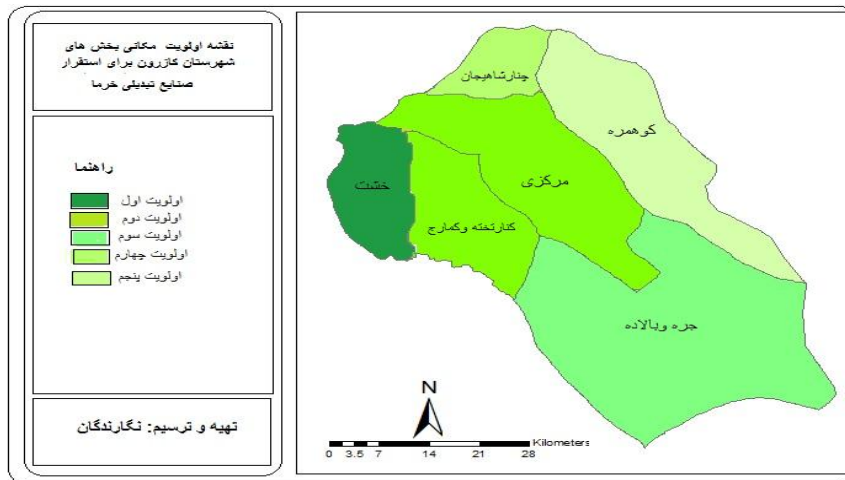 نقشه اولویت مکانی بخش های
شهرستان کازرون برای استقرار
صنایع تبدیلی خرما
راهنما
اولویت اول
اولویت دوم
اولویت سوم
اولویت چهارم
اولویت پنجم
تهیه و ترسیم: نگارندگان
چنارشاهیجان
کوهمره
مرکزی
خشت
کنارتخته وکمارج
جره وبالاده
N
Kilometers
0 3.5 7 14 21 28